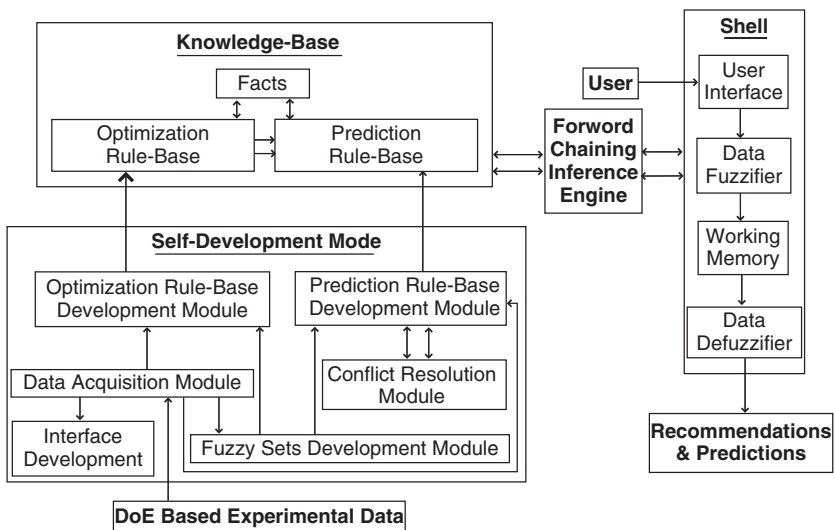 Knowledge-Base
Facts
Optimization
Rule-Base
Prediction
Rule-Base
User
Forword
Chaining
Inference
Engine
Shell
User
Interface
Data
Fuzzifier
Working
Memory
Data
Defuzzifier
Recommendations
& Predictions
Self-Development Mode
Optimization Rule-Base
Development Module
Prediction Rule-Base
Development Module
Data Acquisition Module
Conflict Resolution
Module
Interface
Development
Fuzzy Sets Development Module
DoE Based Experimental Data